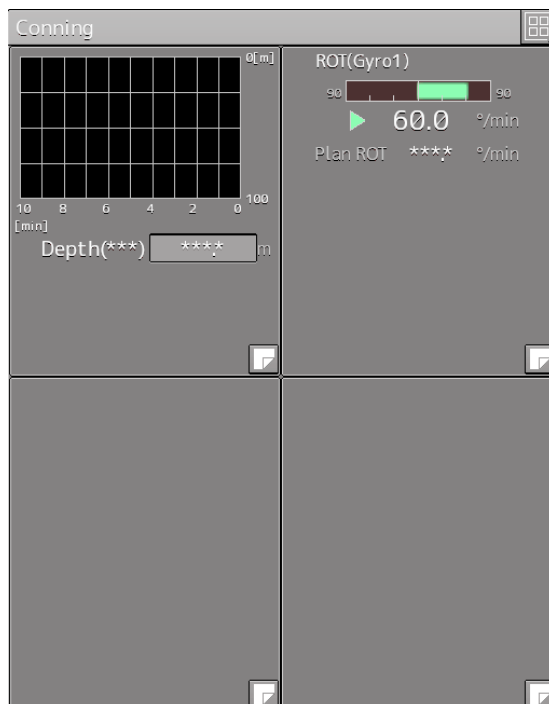 Conning
0[m]
100
10 8 6 4 2 0
[min]
Depth(***) ***.* m
ROT(Gyro1)
90 90
60.0 °/min
Plan ROT ***.* °/min